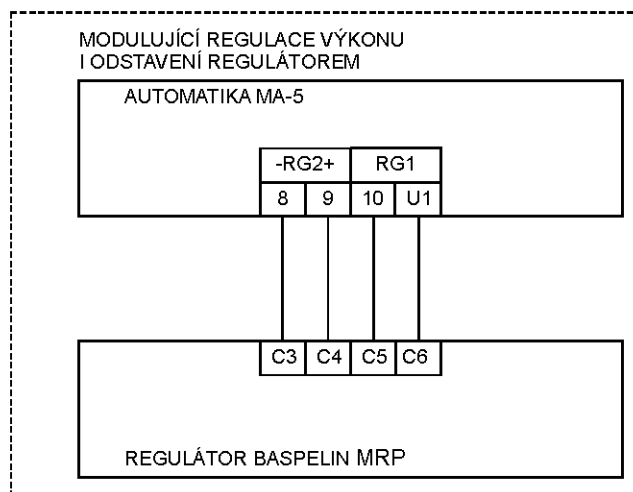 MODULUJÍCÍ REGULACE VÝKONU
I ODSTAVENÍ REGULÁTOREM
AUTOMATIKA MA-5
-RG2+ RG1
8 9 10 U1
C3 C4 C5 C6
REGULÁTOR BASPELIN MRP